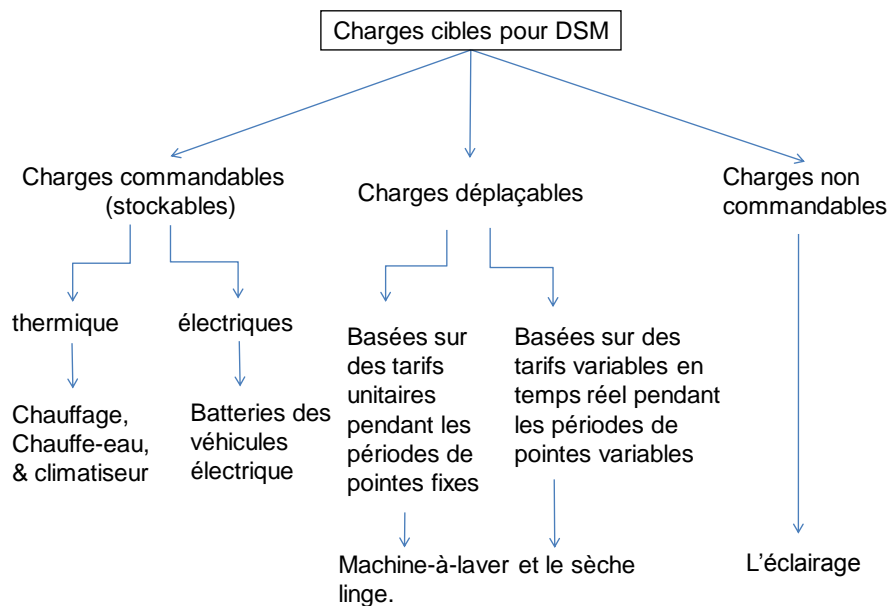 Charges cibles pour DSM
Charges commandables
(stockables)
Charges déplaçables
Charges non
commandables
thermique
électriques
Basées sur
des tarifs
unitaires
pendant les
périodes de
pointes fixes
Basées sur des
tarifs variables en
temps réel pendant
les périodes de
pointes variables
Chauffage,
Chauffe-eau,
& climatiseur
Batteries des
véhicules
électrique
Machine-à-laver et le sèche
linge.
L'éclairage